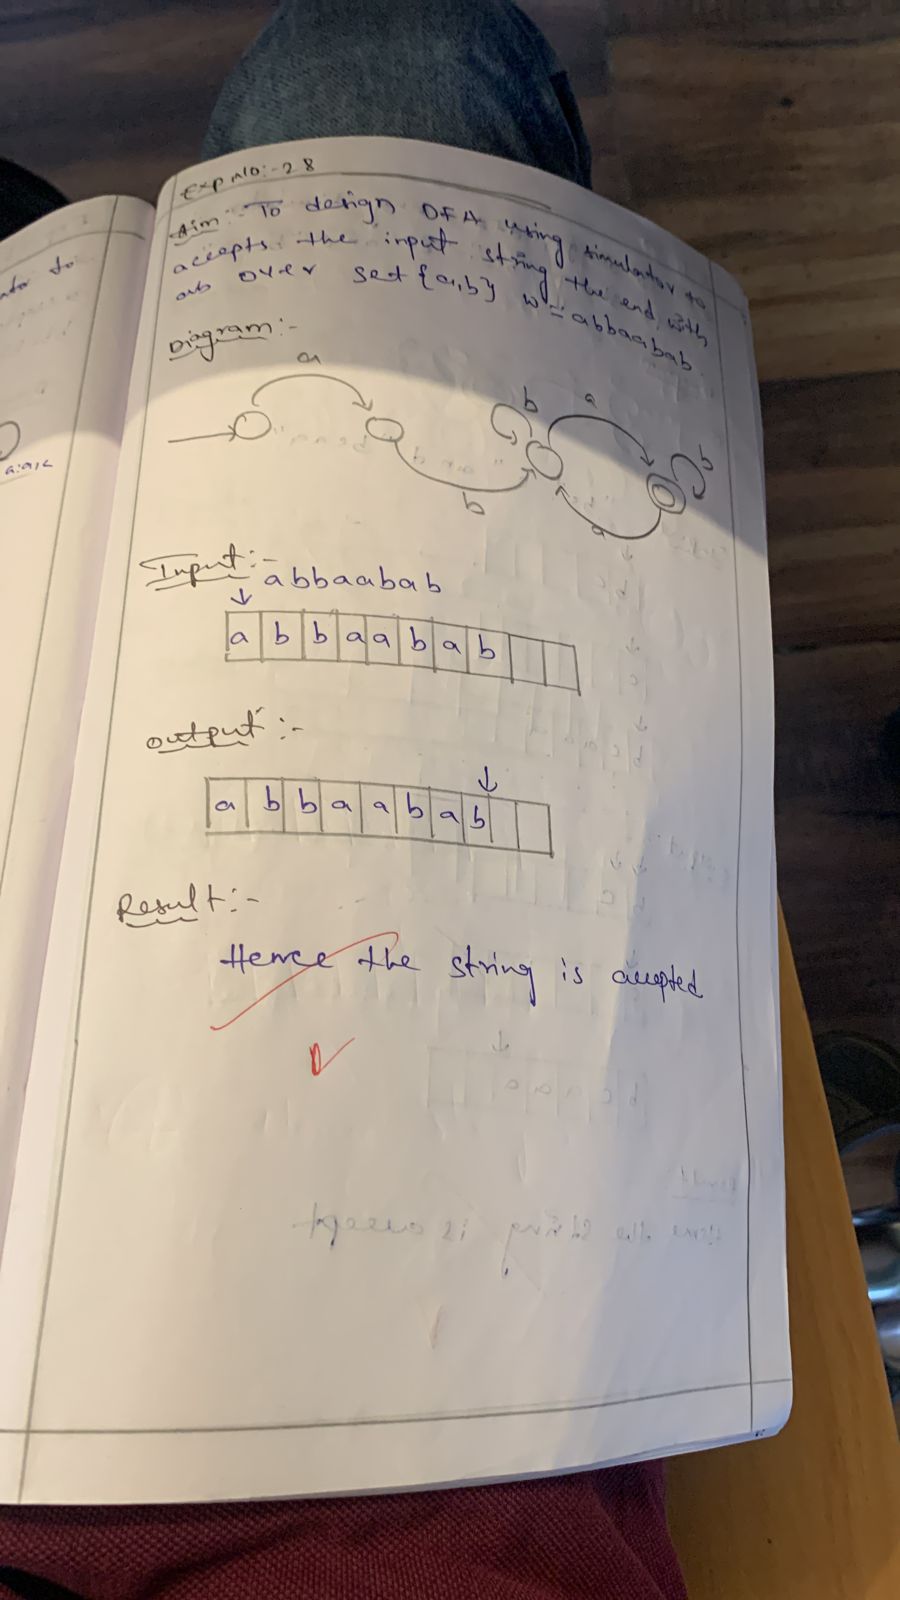 Exp No:- 28
Aim:- To design DFA using simulator to
accepts the input string the end with
ab over set {a,b} w = abbaabab
Diagram:-
a
b
b
a
b
a
a:a,<
Input:-
abbaabab
a b b a a b a b
output:-
a b b a a b a b
Result:-
Hence the string is accepted